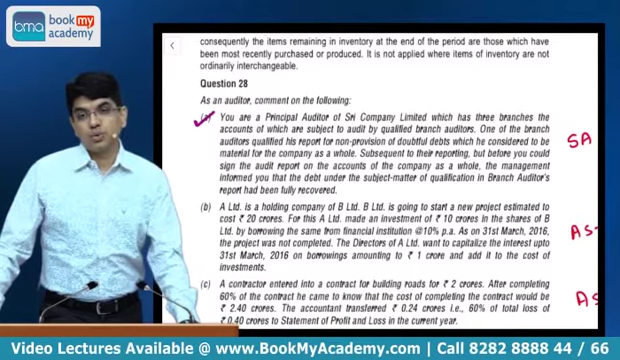 bma
book my
academy
consequently the items remaining in inventory at the end of the period are those which have
been most recently purchased or produced. It is not applied where items of inventory are not
ordinarily interchangeable.
Question 28
As an auditor, comment on the following:
(a) You are a Principal Auditor of Sri Company Limited which has three branches the
accounts of which are subject to audit by qualified branch auditors. One of the branch
auditors qualified his report for non-provision of doubtful debts which he considered to be
material for the company as a whole. Subsequent to their reporting, but before you could
sign the audit report on the accounts of the company as a whole, the management
informed you that the debt under the subject-matter of qualification in Branch Auditor's
report had been fully recovered.
SA
(b) A Ltd. is a holding company of B Ltd. B Ltd. is going to start a new project estimated to
cost ₹ 20 crores. For this A Ltd. made an investment of ₹ 10 crores in the shares of B
Ltd. by borrowing the same from financial institution @10% p.a. As on 31st March, 2016,
the project was not completed. The Directors of A Ltd. want to capitalize the interest upto
31st March, 2016 on borrowings amounting to ₹ 1 crore and add it to the cost of
investments.
AS-
(c) A contractor entered into a contract for building roads for ₹ 2 crores. After completing
60% of the contract he came to know that the cost of completing the contract would be
₹ 2.40 crores. The accountant transferred ₹ 0.24 crores i.e., 60% of total loss of
₹ 0.40 crores to Statement of Profit and Loss in the current year.
AS
Video Lectures Available @ www.BookMyAcademy.com | Call 8282 8888 44 / 66